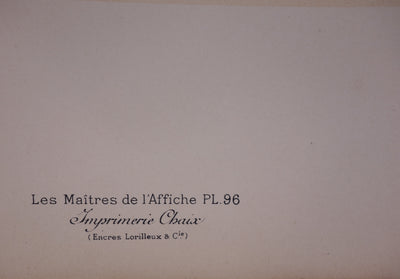 Les Maîtres de l'Affiche PL.96
Imprimerie Chaix
(Encres Lorilleux & Cie)